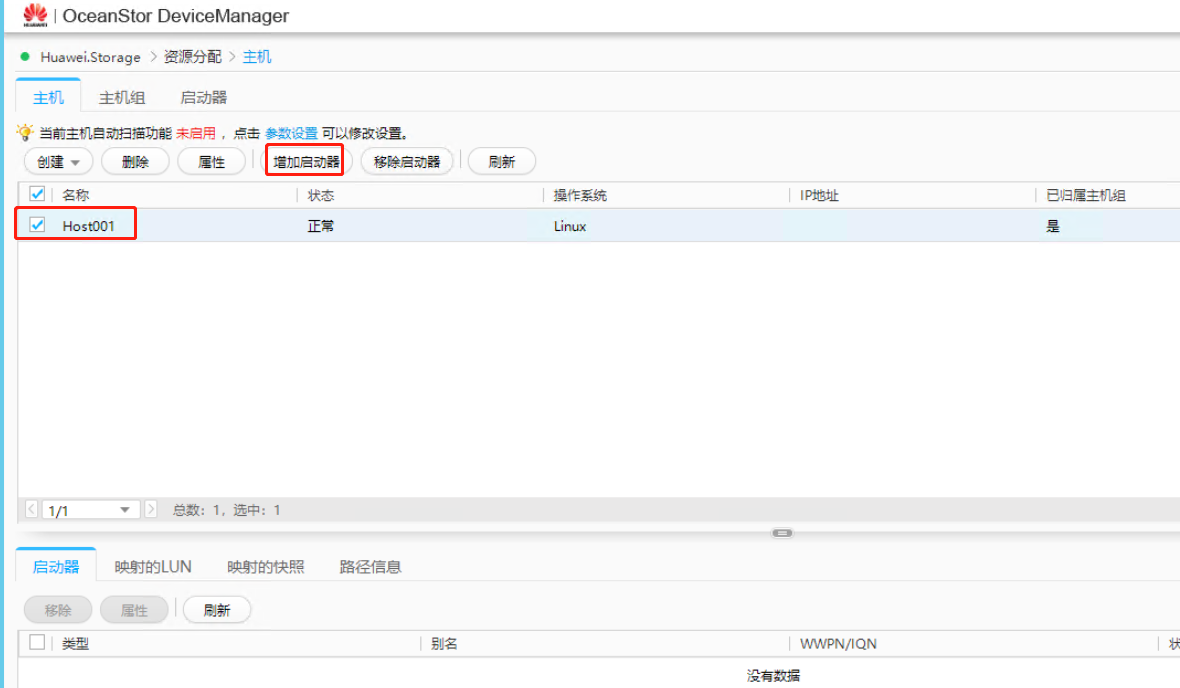 HUAWEI | OceanStor DeviceManager
Huawei.Storage > 资源分配 > 主机
主机 主机组 启动器
当前主机自动扫描功能 未启用 ，点击 参数设置 可以修改设置。
创建 删除 属性 增加启动器 移除启动器 刷新
名称 状态 操作系统 IP地址 已归属主机组
Host001 正常 Linux 是
1/1 总数：1，选中：1
启动器 映射的LUN 映射的快照 路径信息
移除 属性 刷新
类型 别名 WWPN/IQN 状
没有数据